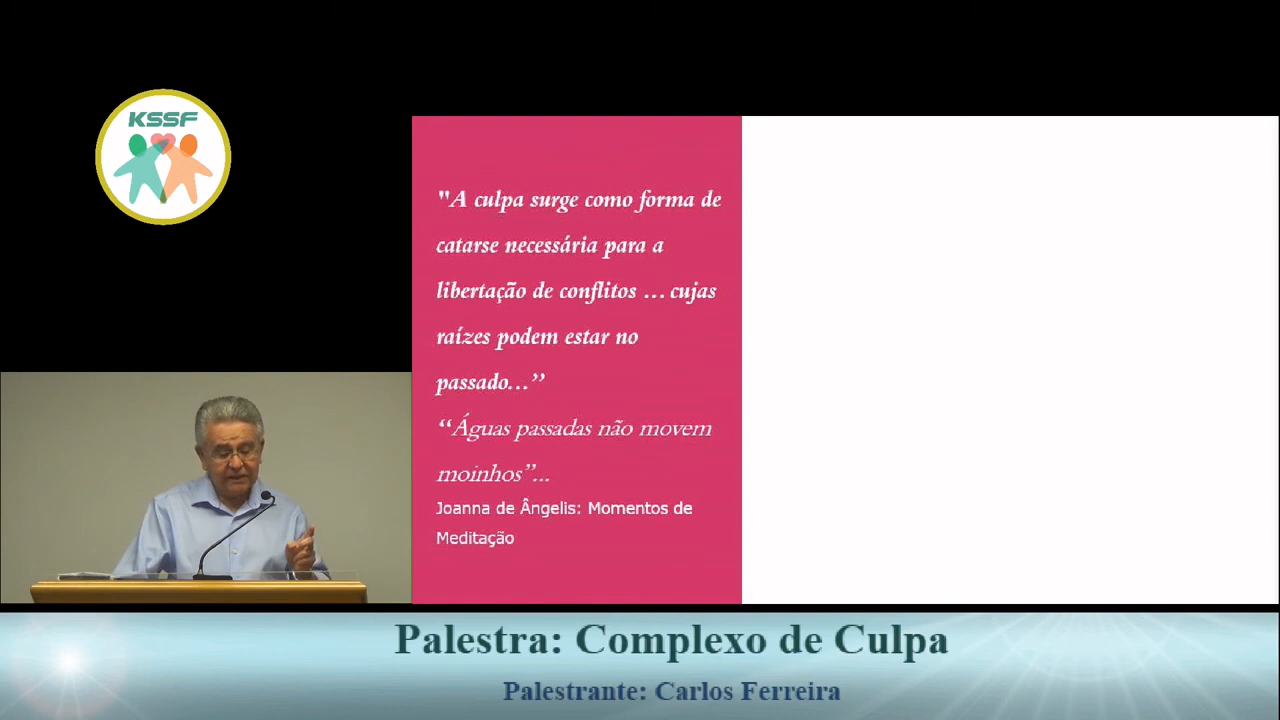 KSSF
"A culpa surge como forma de
catarse necessária para a
libertação de conflitos ... cujas
raízes podem estar no
passado...”
“Águas passadas não movem
moinhos”...
Joanna de Ângelis: Momentos de
Meditação
Palestra: Complexo de Culpa
Palestrante: Carlos Ferreira